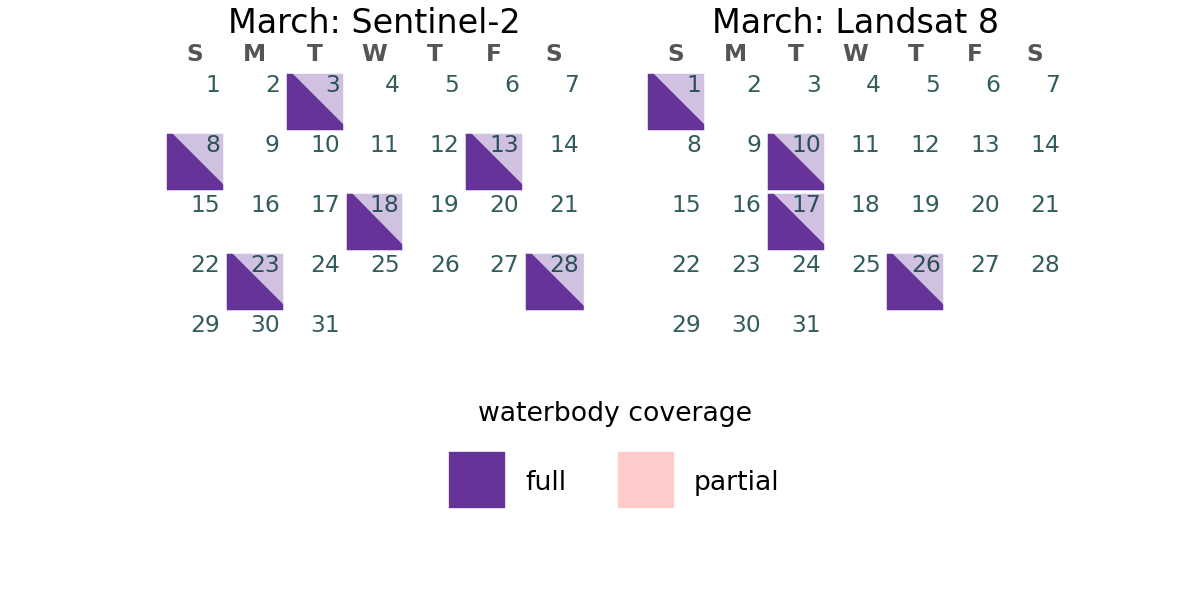 March: Sentinel-2
S M T W T F S
1 2 3 4 5 6 7
8 9 10 11 12 13 14
15 16 17 18 19 20 21
22 23 24 25 26 27 28
29 30 31
March: Landsat 8
S M T W T F S
1 2 3 4 5 6 7
8 9 10 11 12 13 14
15 16 17 18 19 20 21
22 23 24 25 26 27 28
29 30 31
waterbody coverage
full partial